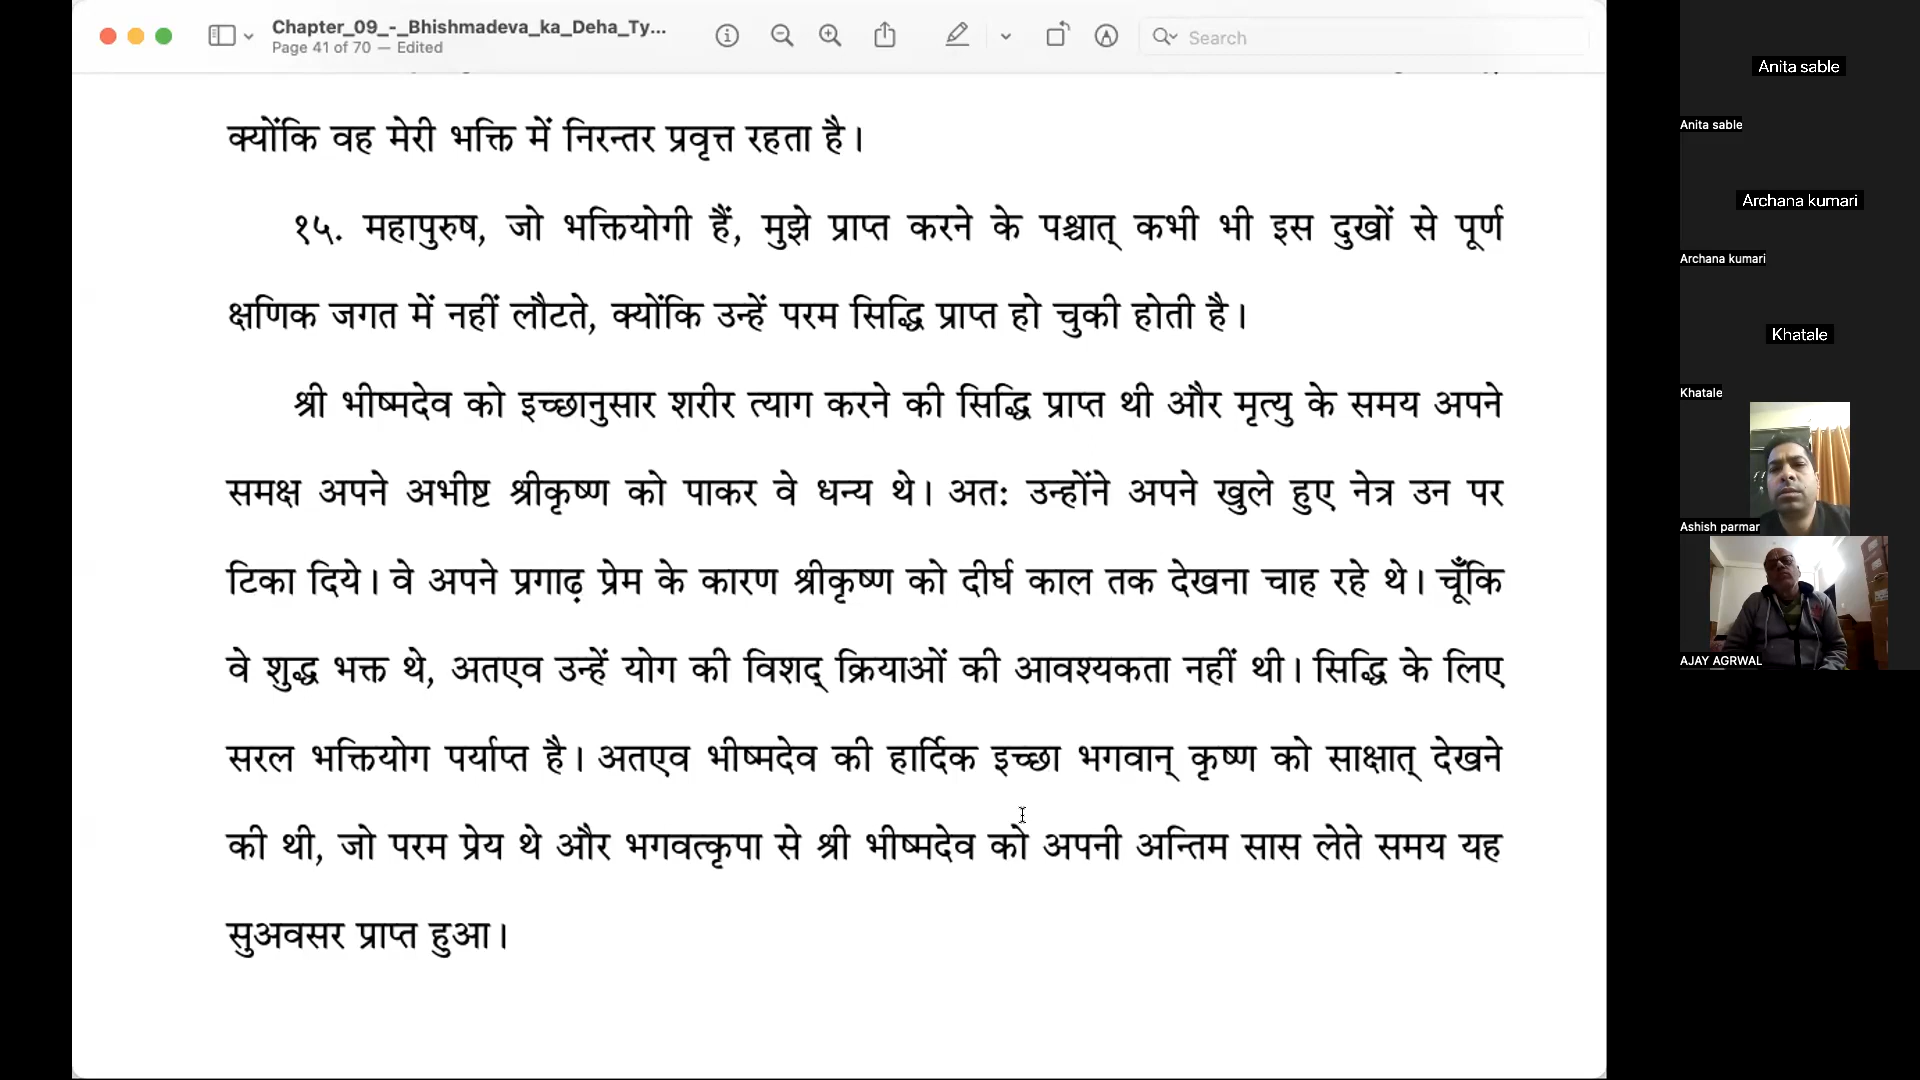 Chapter_09_-_Bhishmadeva_ka_Deha_Ty...
Page 41 of 70 — Edited
Search
क्योंकि वह मेरी भक्ति में निरन्तर प्रवृत्त रहता है।
१५. महापुरुष, जो भक्तियोगी हैं, मुझे प्राप्त करने के पश्चात् कभी भी इस दुखों से पूर्ण
क्षणिक जगत में नहीं लौटते, क्योंकि उन्हें परम सिद्धि प्राप्त हो चुकी होती है।
श्री भीष्मदेव को इच्छानुसार शरीर त्याग करने की सिद्धि प्राप्त थी और मृत्यु के समय अपने
समक्ष अपने अभीष्ट श्रीकृष्ण को पाकर वे धन्य थे। अतः उन्होंने अपने खुले हुए नेत्र उन पर
टिका दिये। वे अपने प्रगाढ़ प्रेम के कारण श्रीकृष्ण को दीर्घ काल तक देखना चाह रहे थे। चूँकि
वे शुद्ध भक्त थे, अतएव उन्हें योग की विशद् क्रियाओं की आवश्यकता नहीं थी। सिद्धि के लिए
सरल भक्तियोग पर्याप्त है। अतएव भीष्मदेव की हार्दिक इच्छा भगवान् कृष्ण को साक्षात् देखने
की थी, जो परम प्रेय थे और भगवत्कृपा से श्री भीष्मदेव को अपनी अन्तिम सास लेते समय यह
सुअवसर प्राप्त हुआ।
Anita sable
Anita sable
Archana kumari
Archana kumari
Khatale
Khatale
Ashish parmar
AJAY AGRWAL